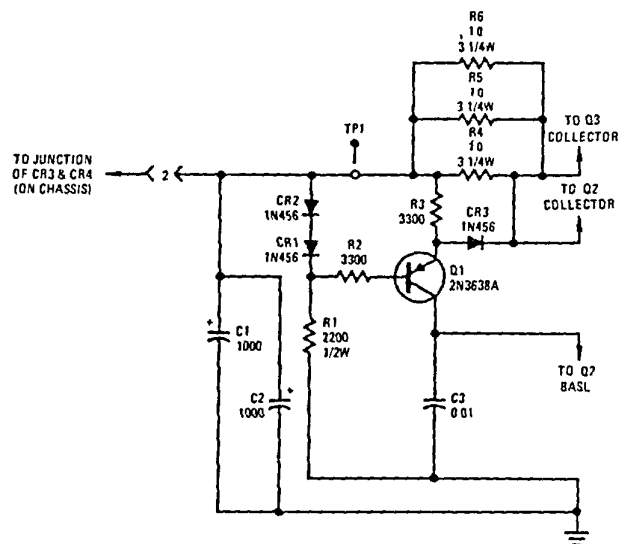 R6
10
3 1/4W
R5
10
3 1/4W
R4
10
3 1/4W
TO Q3
COLLECTOR
TP1
TO JUNCTION
OF CR3 & CR4
(ON CHASSIS)
2
TO Q2
COLLECTOR
CR2
1N456
R3
3300
CR3
1N456
CR1
1N456
R2
3300
Q1
2N3638A
+
C1
1000
R1
2200
1/2W
TO Q2
BASE
C2
1000
+
C3
0.01